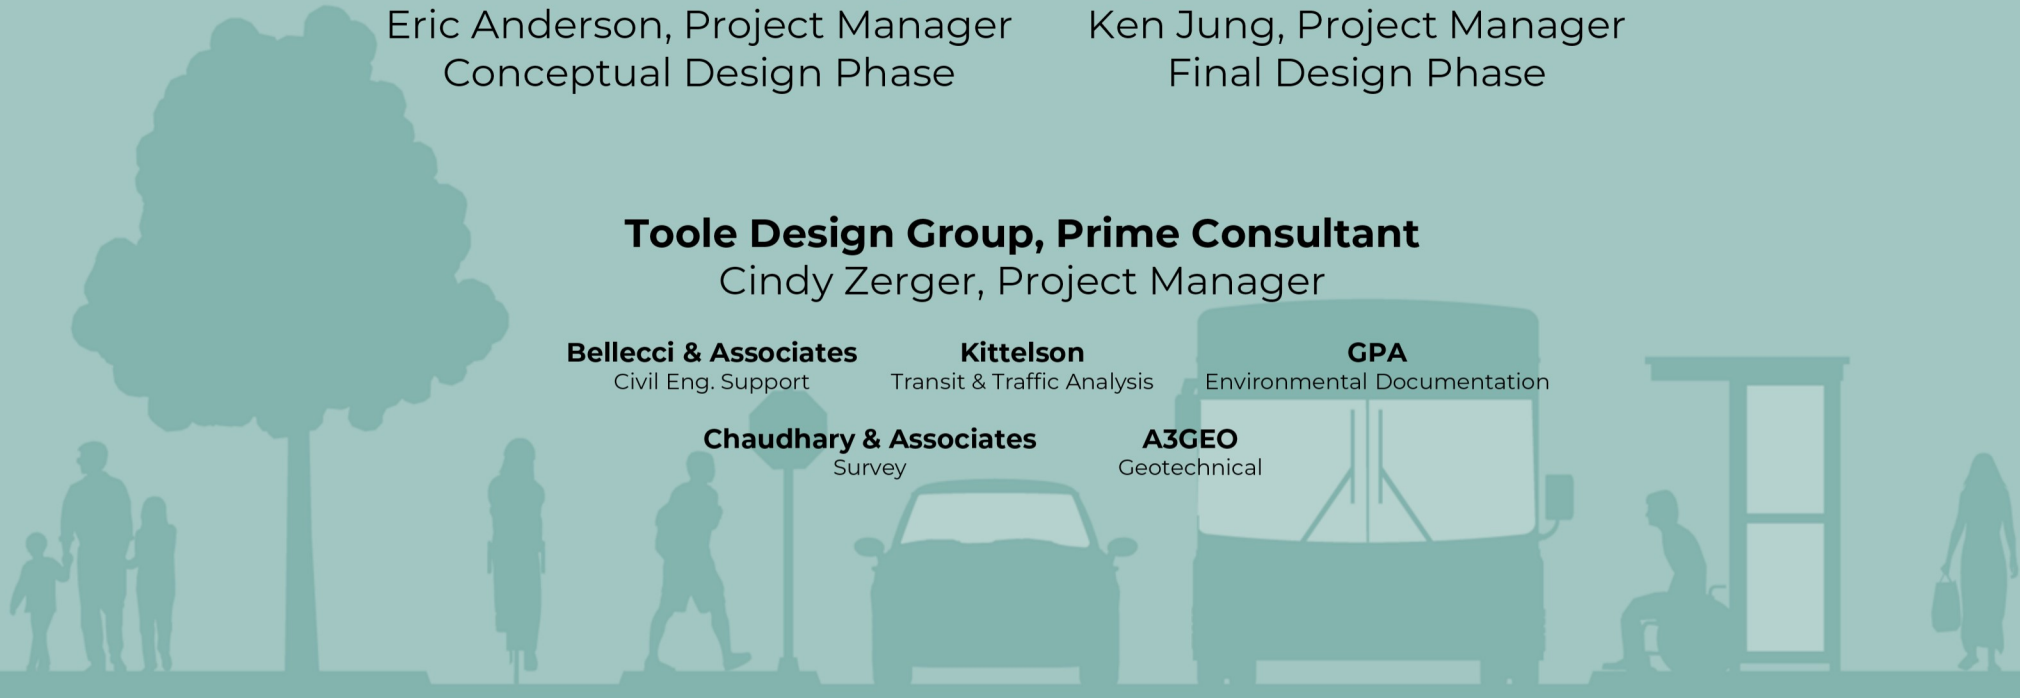 Eric Anderson, Project Manager
Conceptual Design Phase
Ken Jung, Project Manager
Final Design Phase
Toole Design Group, Prime Consultant
Cindy Zerger, Project Manager
Bellecci & Associates
Civil Eng. Support
Kittelson
Transit & Traffic Analysis
GPA
Environmental Documentation
Chaudhary & Associates
Survey
A3GEO
Geotechnical